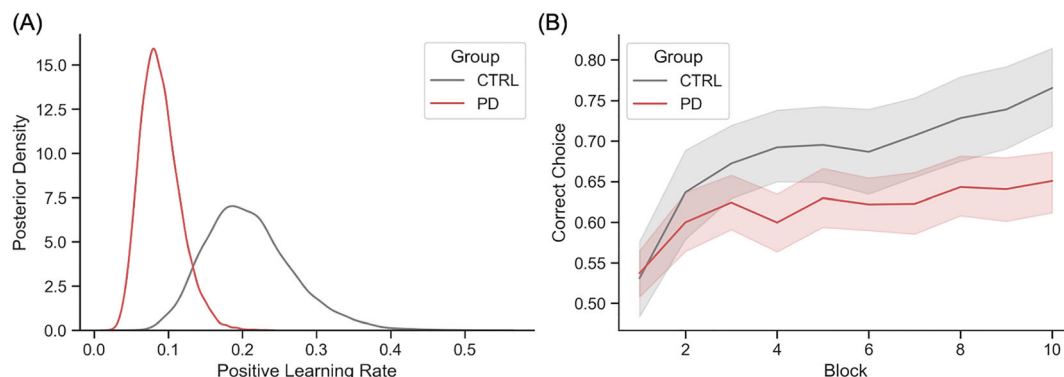 (A)
15.0
12.5
10.0
7.5
5.0
2.5
0.0
Posterior Density
0.0 0.1 0.2 0.3 0.4 0.5
Positive Learning Rate
Group
CTRL
PD
(B)
0.80
0.75
0.70
0.65
0.60
0.55
0.50
Correct Choice
2 4 6 8 10
Block
Group
CTRL
PD